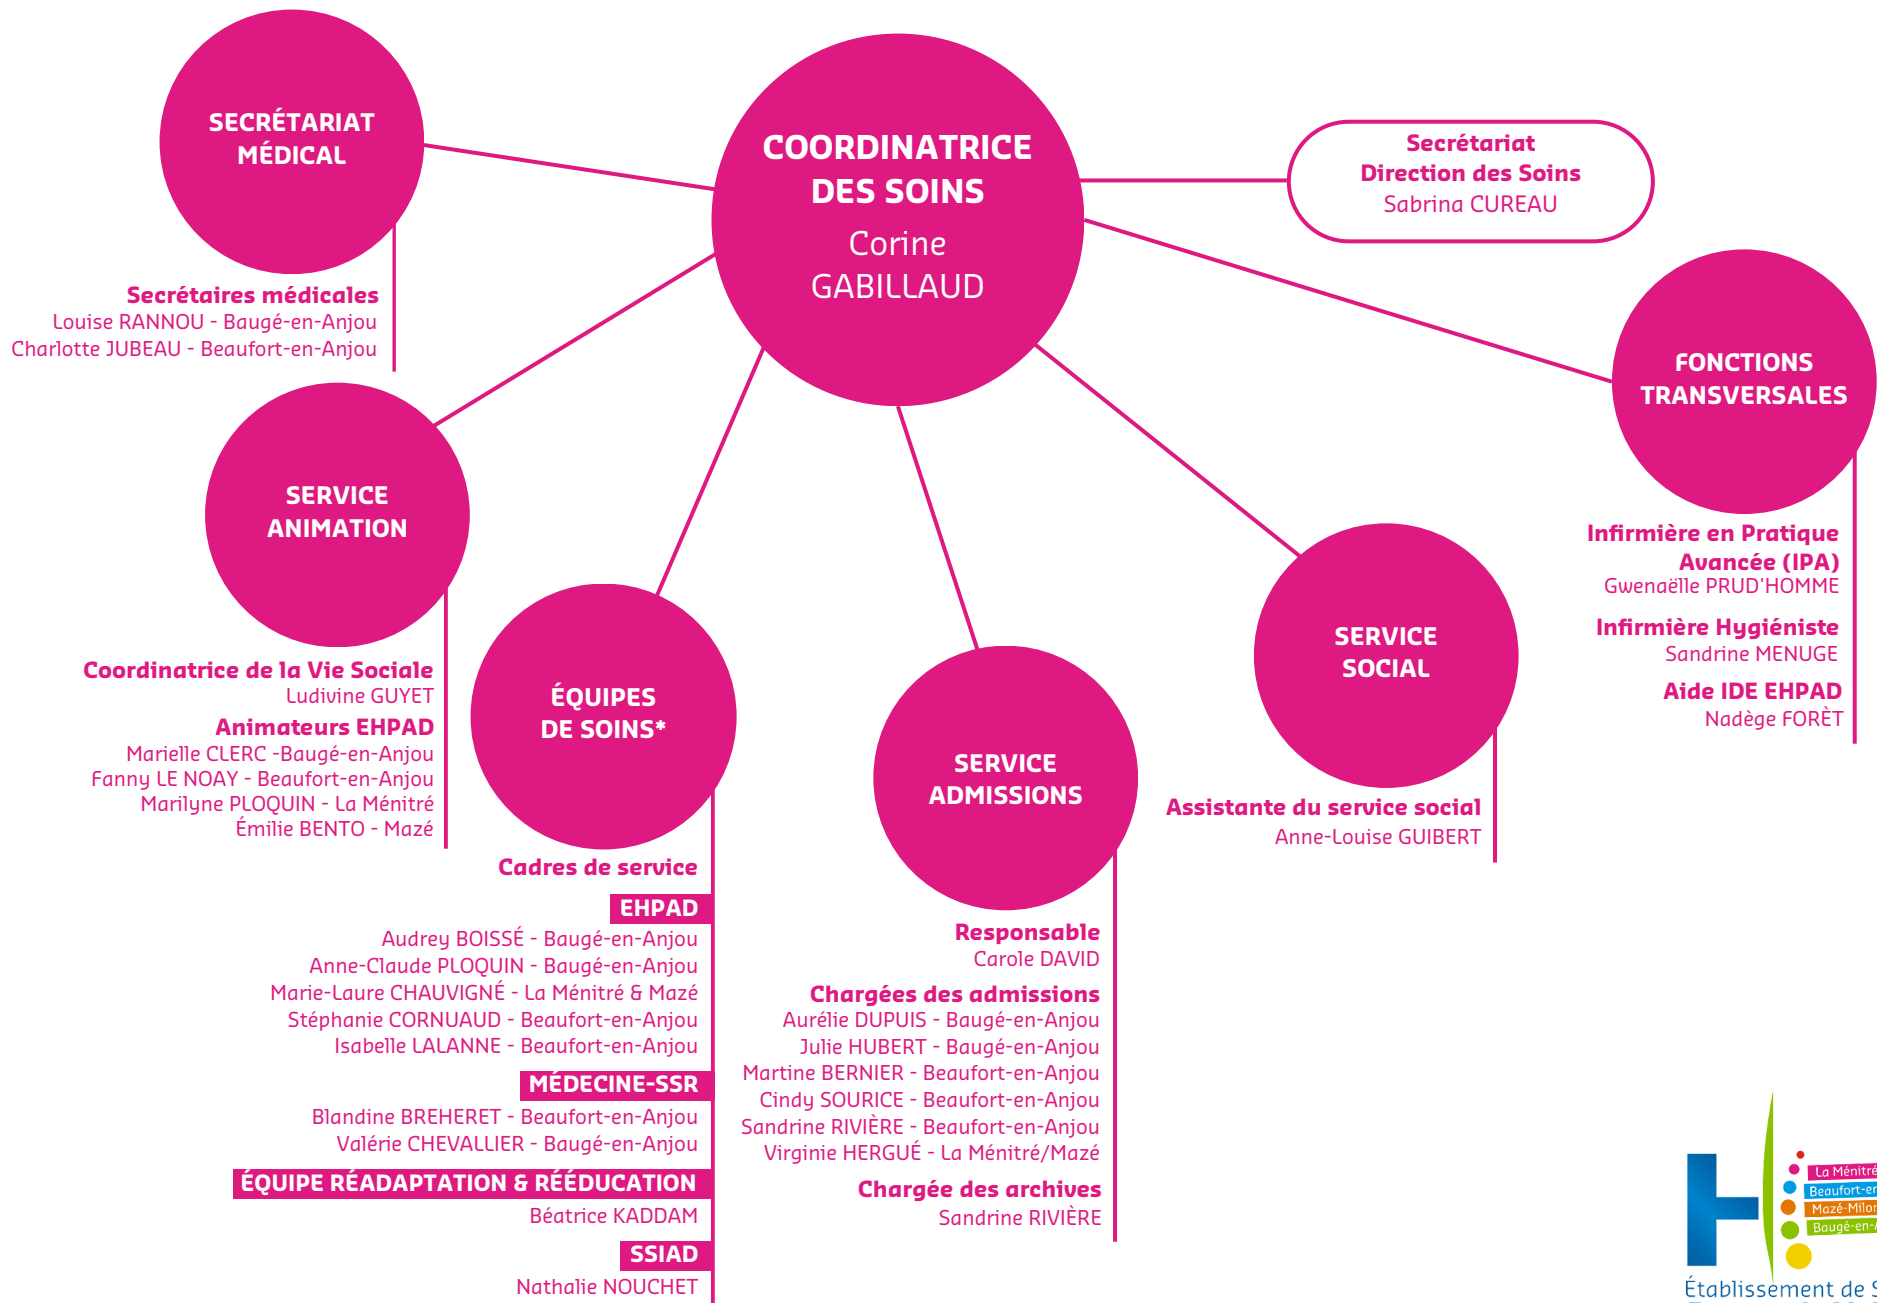 SECRÉTARIAT
MÉDICAL
Secrétaires médicales
Louise RANNOU - Baugé-en-Anjou
Charlotte JUBEAU - Beaufort-en-Anjou
COORDINATRICE
DES SOINS
Corine
GABILLAUD
Secrétariat
Direction des Soins
Sabrina CUREAU
FONCTIONS
TRANSVERSALES
Infirmière en Pratique
Avancée (IPA)
Gwenaëlle PRUD'HOMME
Infirmière Hygiéniste
Sandrine MENUGE
Aide IDE EHPAD
Nadège FORÈT
SERVICE
ANIMATION
Coordinatrice de la Vie Sociale
Ludivine GUYET
Animateurs EHPAD
Marielle CLERC -Baugé-en-Anjou
Fanny LE NOAY - Beaufort-en-Anjou
Marilyne PLOQUIN - La Ménitré
Émilie BENTO - Mazé
ÉQUIPES
DE SOINS*
Cadres de service
EHPAD
Audrey BOISSÉ - Baugé-en-Anjou
Anne-Claude PLOQUIN - Baugé-en-Anjou
Marie-Laure CHAUVIGNÉ - La Ménitré & Mazé
Stéphanie CORNUAUD - Beaufort-en-Anjou
Isabelle LALANNE - Beaufort-en-Anjou
MÉDECINE-SSR
Blandine BREHERET - Beaufort-en-Anjou
Valérie CHEVALLIER - Baugé-en-Anjou
ÉQUIPE RÉADAPTATION & RÉÉDUCATION
Béatrice KADDAM
SSIAD
Nathalie NOUCHET
SERVICE
ADMISSIONS
Responsable
Carole DAVID
Chargées des admissions
Aurélie DUPUIS - Baugé-en-Anjou
Julie HUBERT - Baugé-en-Anjou
Martine BERNIER - Beaufort-en-Anjou
Cindy SOURICE - Beaufort-en-Anjou
Sandrine RIVIÈRE - Beaufort-en-Anjou
Virginie HERGUÉ - La Ménitré/Mazé
Chargée des archives
Sandrine RIVIÈRE
SERVICE
SOCIAL
Assistante du service social
Anne-Louise GUIBERT
La Ménitré
Beaufort-en
Mazé-Milon
Baugé-en-
Établissement de S